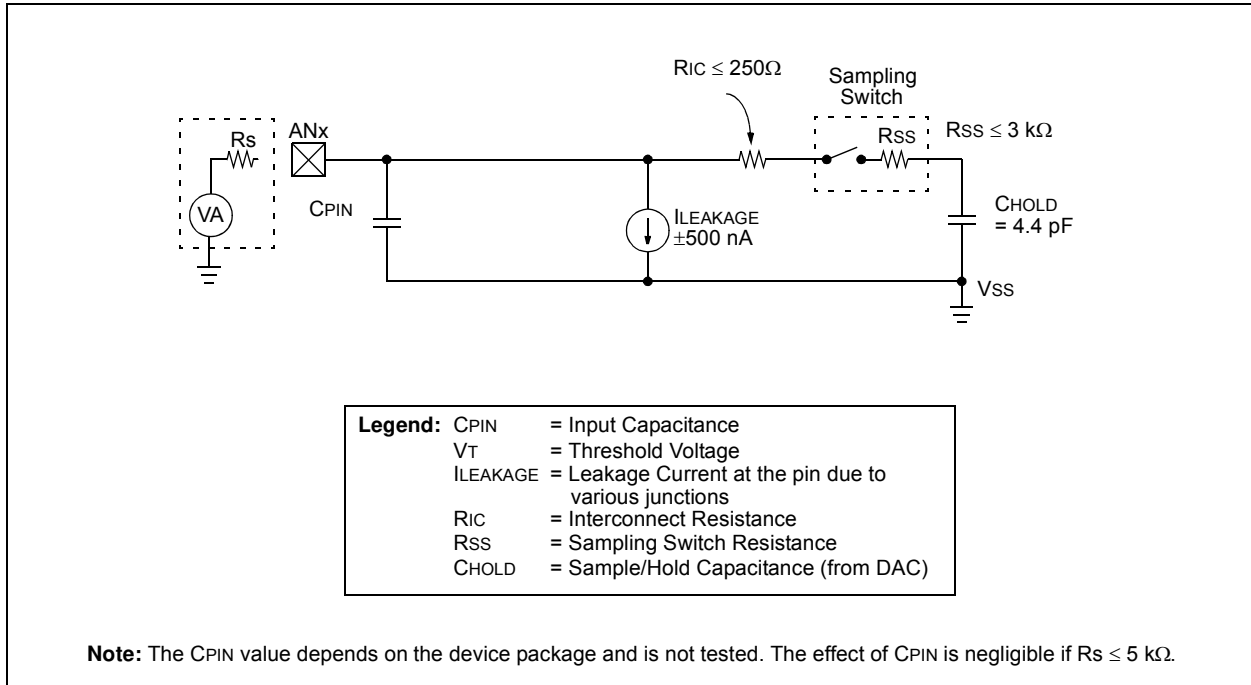 RIC ≤ 250Ω
Sampling
Switch
Rs
ANx
RSS
RSS ≤ 3 kΩ
VA
CPIN
ILEAKAGE
±500 nA
CHOLD
= 4.4 pF
VSS
Legend: CPIN = Input Capacitance
VT = Threshold Voltage
ILEAKAGE = Leakage Current at the pin due to
various junctions
RIC = Interconnect Resistance
RSS = Sampling Switch Resistance
CHOLD = Sample/Hold Capacitance (from DAC)
Note: The CPIN value depends on the device package and is not tested. The effect of CPIN is negligible if Rs ≤ 5 kΩ.